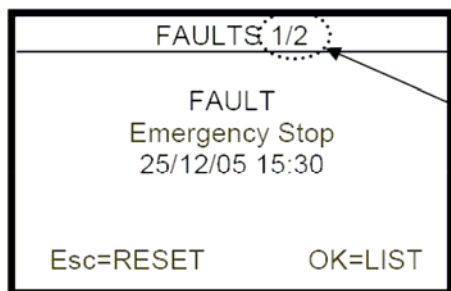 FAULTS 1/2
FAULT
Emergency Stop
25/12/05 15:30
Esc=RESET OK=LIST